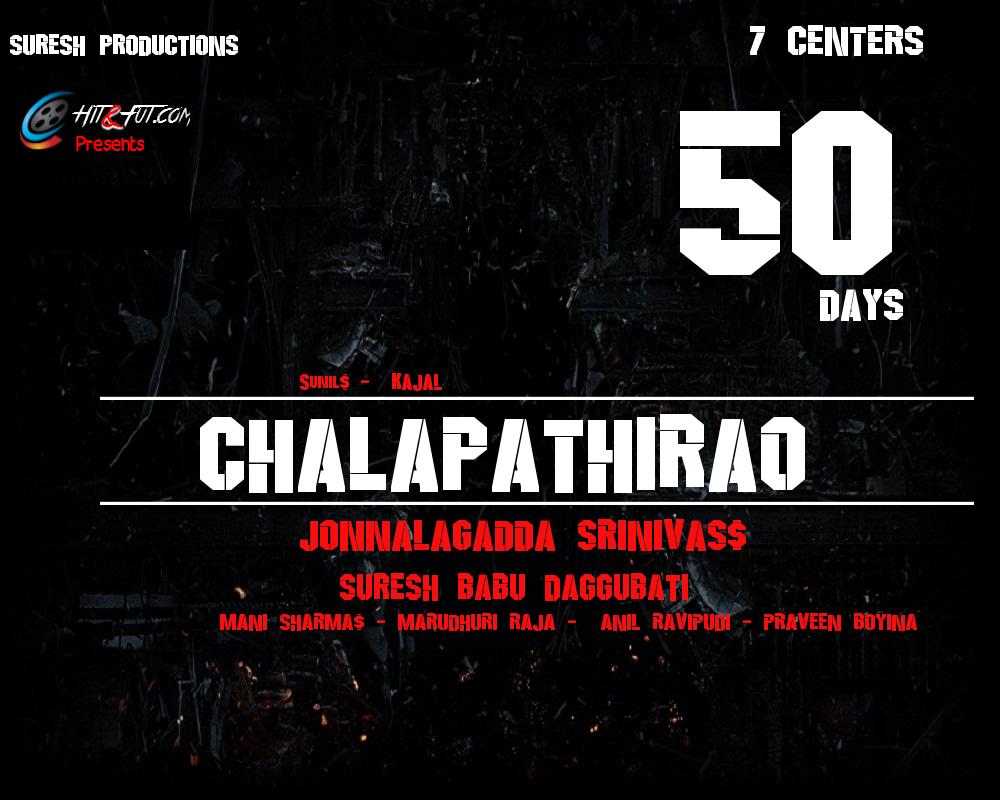 SURESH PRODUCTIONS
7 CENTERS
HIT&FUT.COM
Presents
50
DAYS
SUNIL$ - KAJAL
CHALAPATHIRAO
JONNALAGADDA SRINIVAS$
SURESH BABU DAGGUBATI
MANI SHARMA$ - MARUDHURI RAJA - ANIL RAVIPUDI - PRAVEEN BOYINA